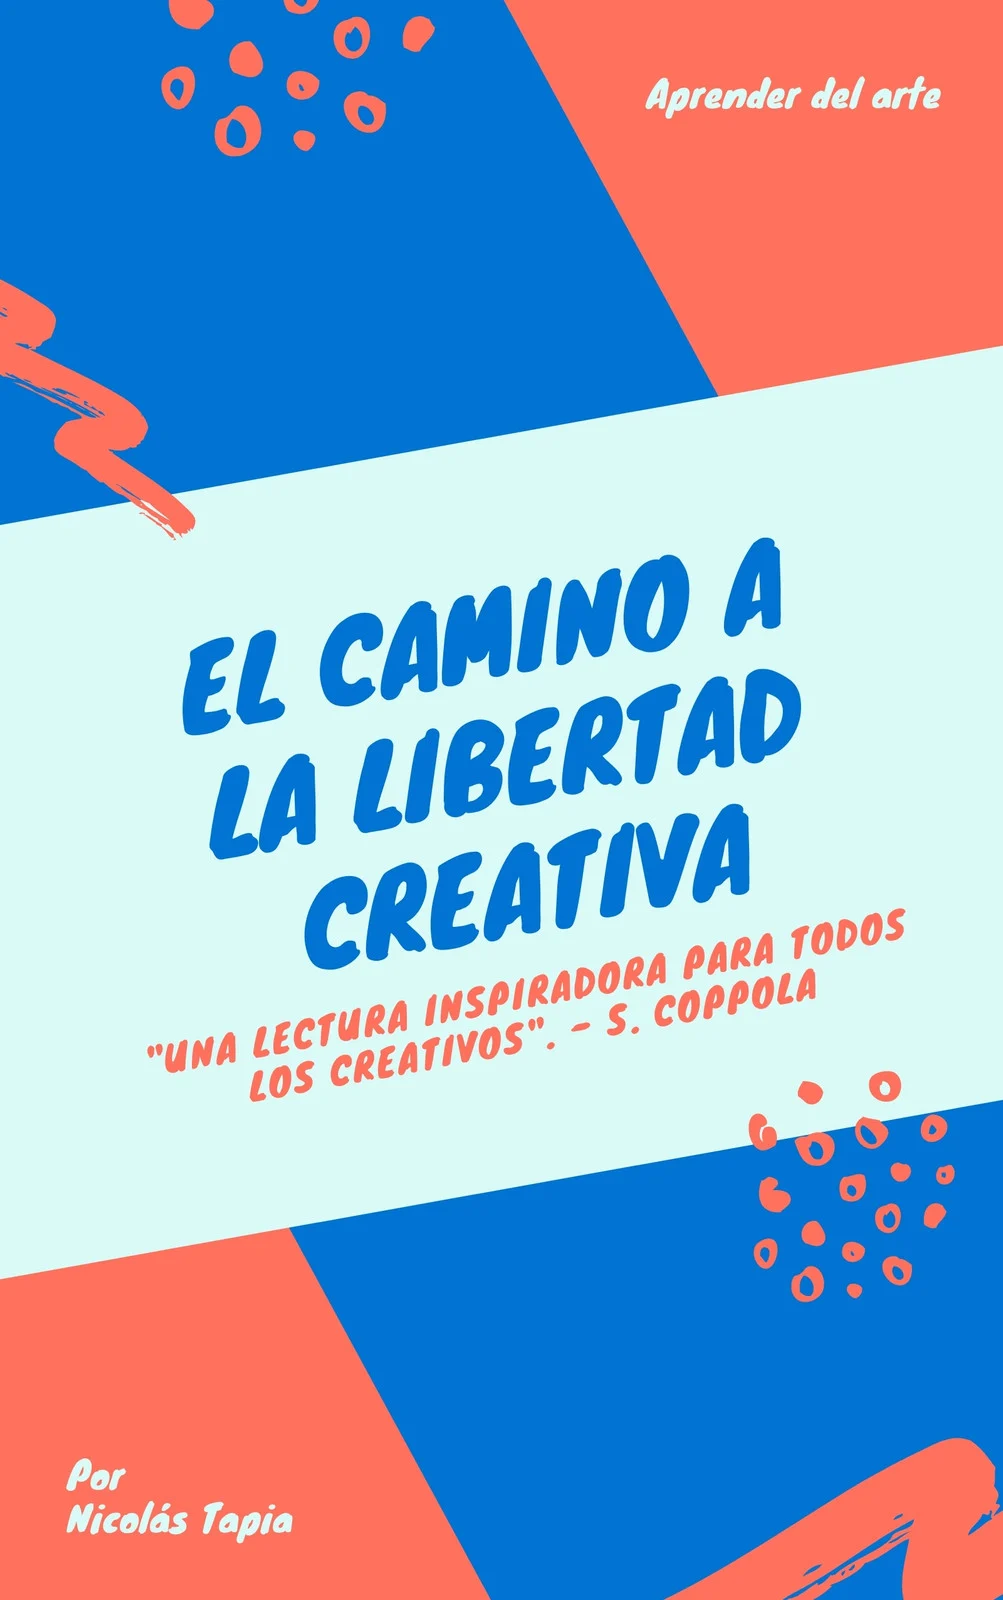 Aprender del arte
EL CAMINO A
LA LIBERTAD
CREATIVA
"UNA LECTURA INSPIRADORA PARA TODOS
LOS CREATIVOS". - S. COPPOLA
Por
Nicolás Tapia